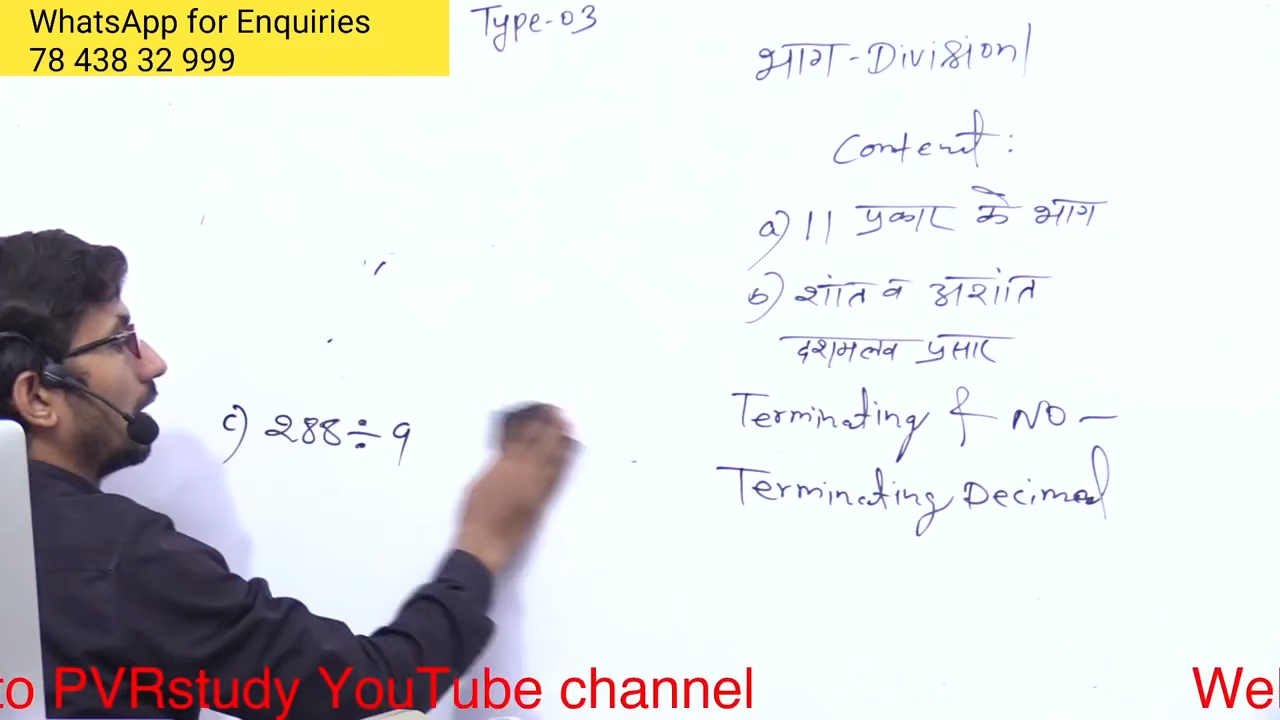 WhatsApp for Enquiries
78 438 32 999
Type-03
भाग - Division
Content:
a) 11 प्रकार के भाग
b) शांत व अशांत
दशमलव प्रसार
Terminating & NO -
Terminating Decimal
c) 288 ÷ 9
to PVRstudy YouTube channel
Wel